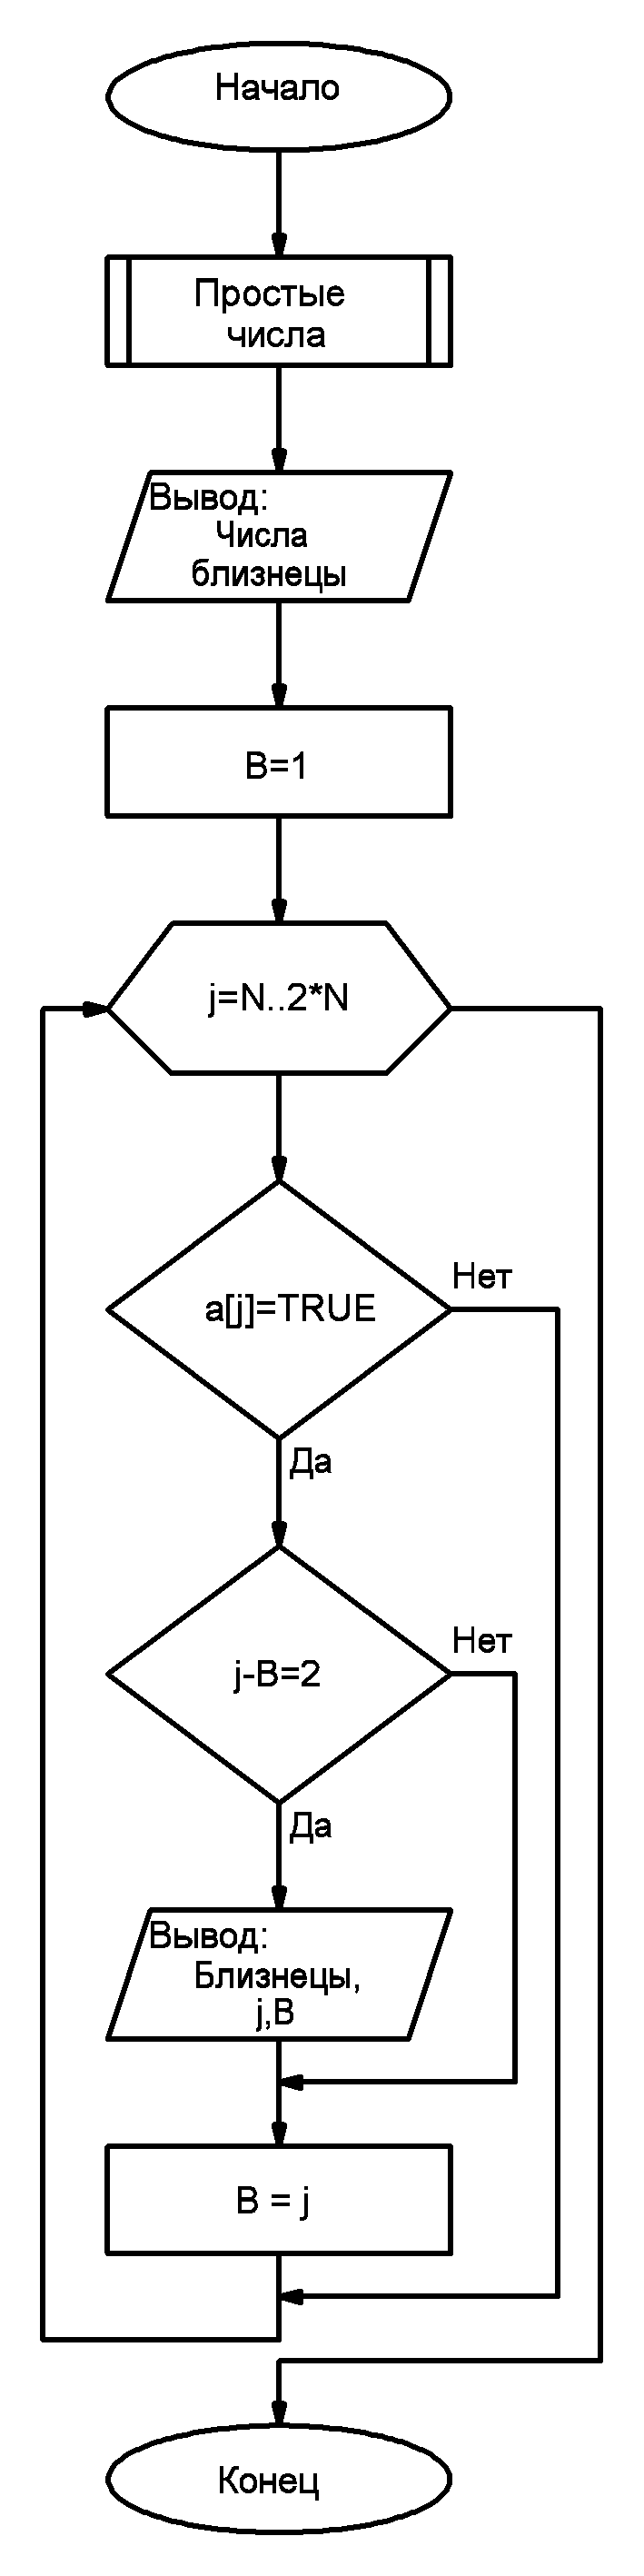 Начало
Простые
числа
Вывод:
Числа
близнецы
B=1
j=N..2*N
a[j]=TRUE
Нет
Да
j-B=2
Нет
Да
Вывод:
Близнецы,
j,B
B = j
Конец